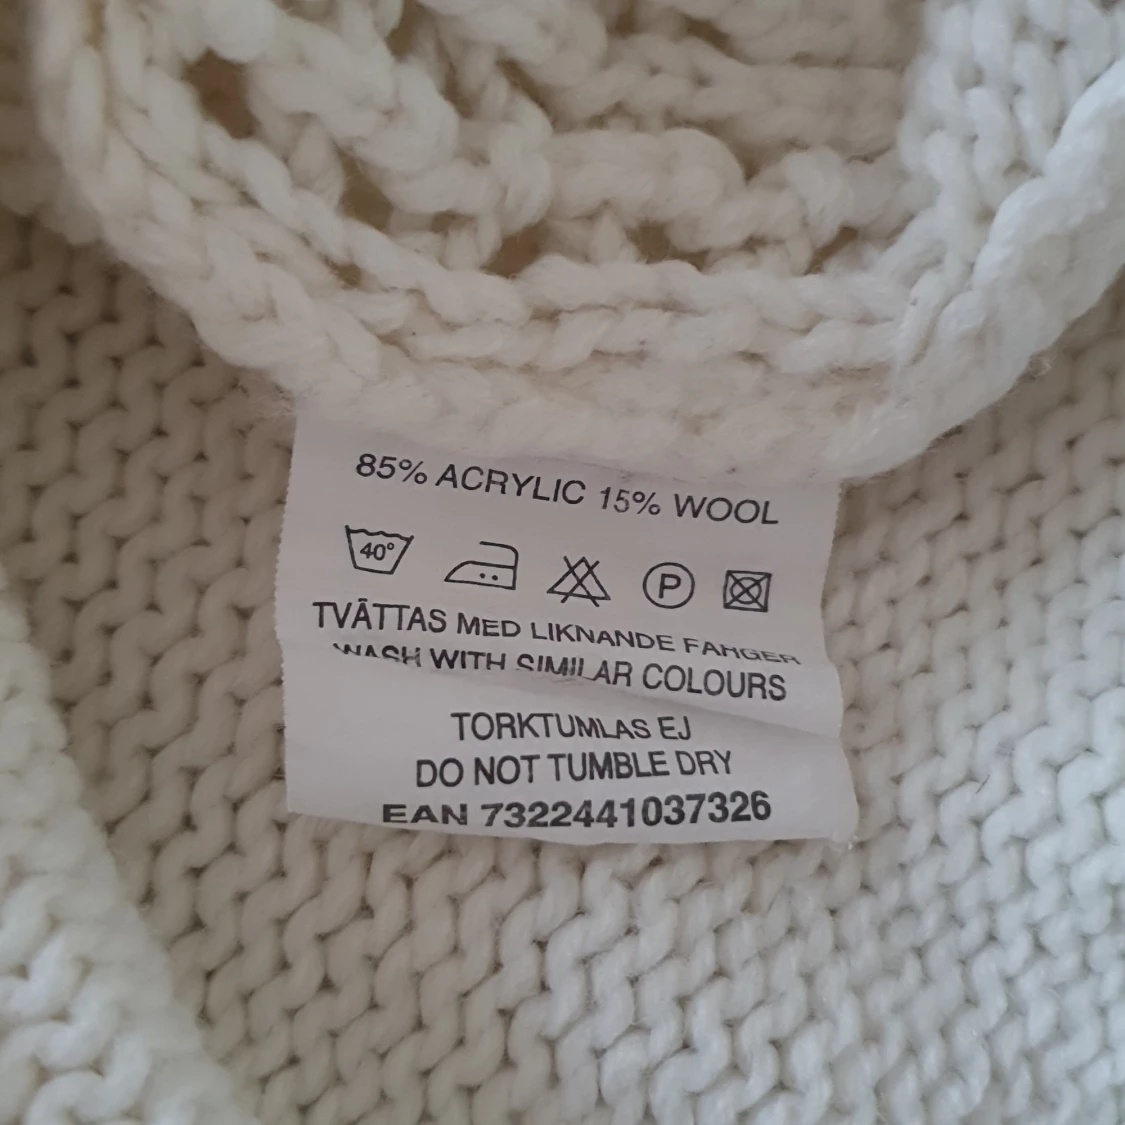 85% ACRYLIC 15% WOOL
40°
P
TVÄTTAS MED LIKNANDE FÄRGER
WASH WITH SIMILAR COLOURS
TORKTUMLAS EJ
DO NOT TUMBLE DRY
EAN 7322441037326